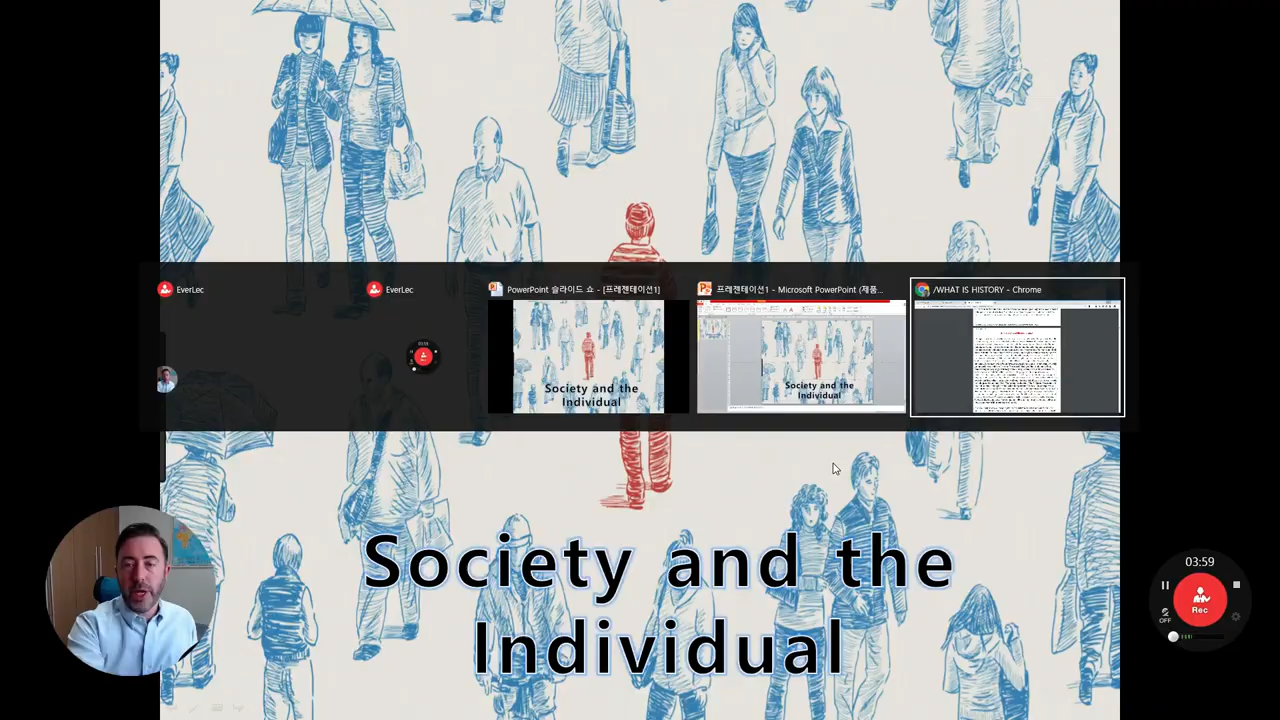 EverLec
EverLec
PowerPoint 슬라이드 쇼 - [프레젠테이션1]
프레젠테이션1 - Microsoft PowerPoint (제품...
/WHAT IS HISTORY - Chrome
Society and the
Individual
Society and the
Individual
03:59
Rec
OFF
Society and the
Individual